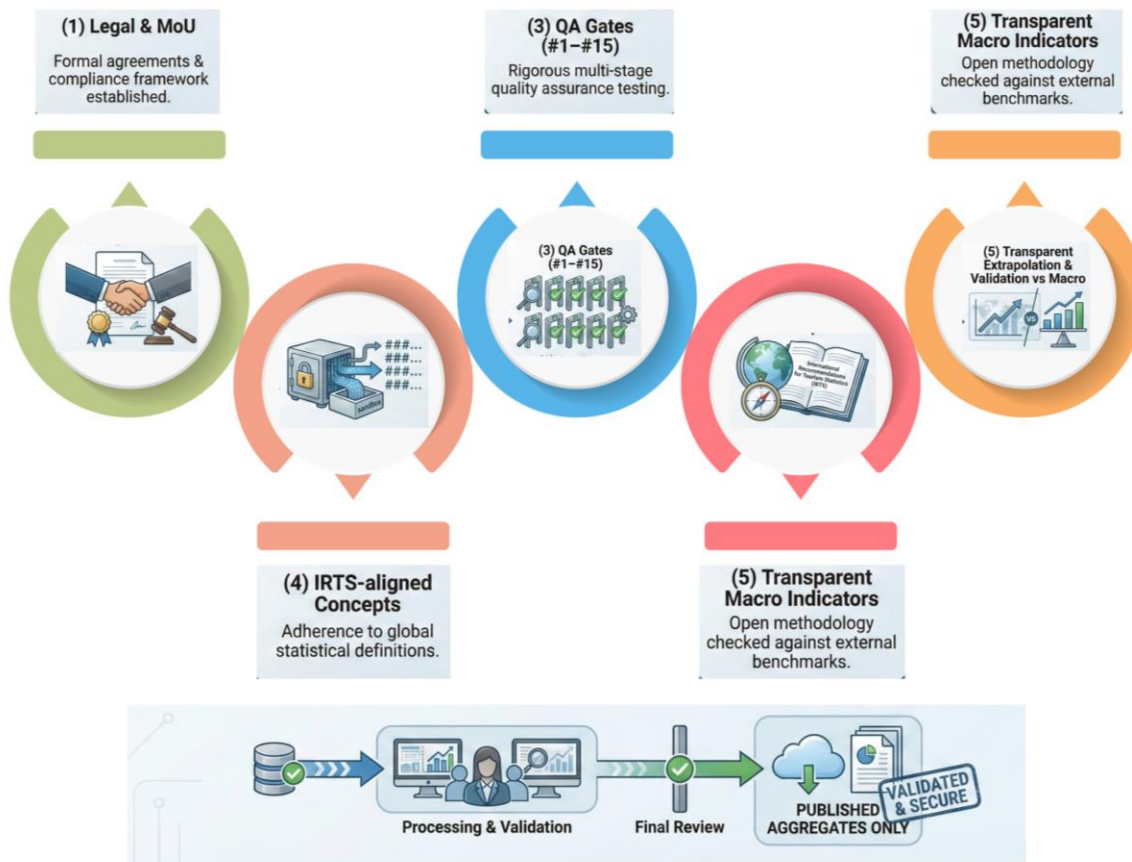 (1) Legal & MoU
Formal agreements &
compliance framework
established.
(3) QA Gates
(#1–#15)
Rigorous multi-stage
quality assurance testing.
(5) Transparent
Macro Indicators
Open methodology
checked against external
benchmarks.
###...
###...
###...
###...
sandbox
(3) QA Gates
(#1–#15)
International
Recommendations
for Tourism Statistics
(IRTS)
(5) Transparent
Extrapolation &
Validation vs Macro
VS
(4) IRTS-aligned
Concepts
Adherence to global
statistical definitions.
(5) Transparent
Macro Indicators
Open methodology
checked against external
benchmarks.
Processing & Validation
Final Review
PUBLISHED
AGGREGATES ONLY
VALIDATED
& SECURE